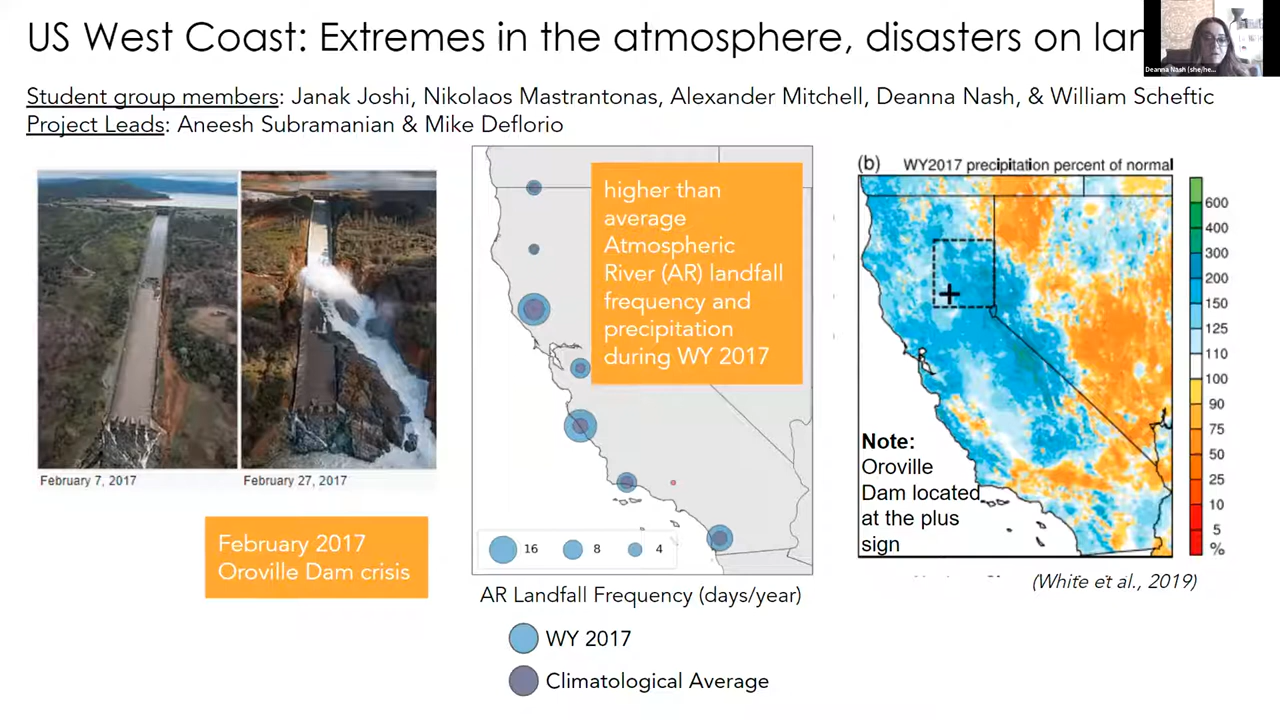 US West Coast: Extremes in the atmosphere, disasters on lan
Deanna Nash (she/he...
Student group members: Janak Joshi, Nikolaos Mastrantonas, Alexander Mitchell, Deanna Nash, & William Scheftic
Project Leads: Aneesh Subramanian & Mike Deflorio
February 7, 2017
February 27, 2017
February 2017
Oroville Dam crisis
higher than
average
Atmospheric
River (AR) landfall
frequency and
precipitation
during WY 2017
16 8 4
AR Landfall Frequency (days/year)
WY 2017
Climatological Average
(b) WY2017 precipitation percent of normal
600
400
300
200
150
125
110
100
90
75
50
25
10
5
%
Note:
Oroville
Dam located
at the plus
sign
(White et al., 2019)